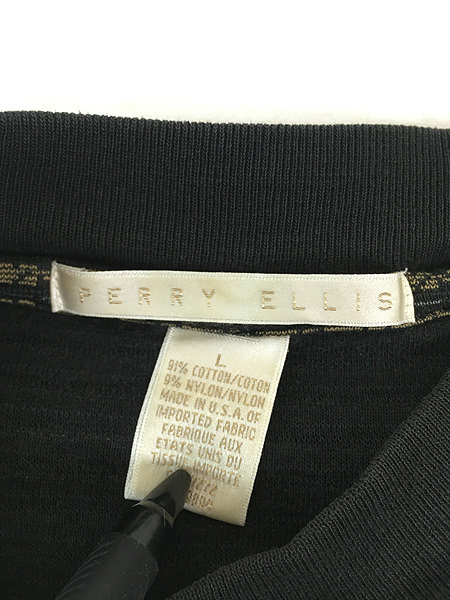 PERRY ELLIS
L
91% COTTON/COTON
9% NYLON/NYLON
MADE IN U.S.A. OF
IMPORTED FABRIC
FABRIQUE AUX
ETATS UNIS DU
TISSUE IMPORTE